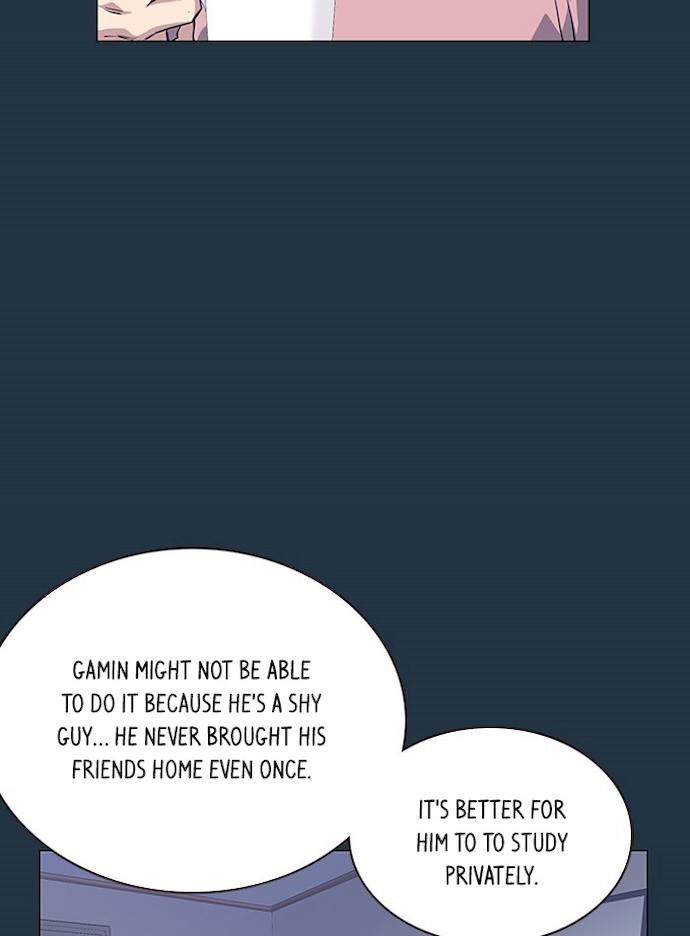 GAMIN MIGHT NOT BE ABLE
TO DO IT BECAUSE HE'S A SHY
GUY... HE NEVER BROUGHT HIS
FRIENDS HOME EVEN ONCE.
IT'S BETTER FOR
HIM TO TO STUDY
PRIVATELY.